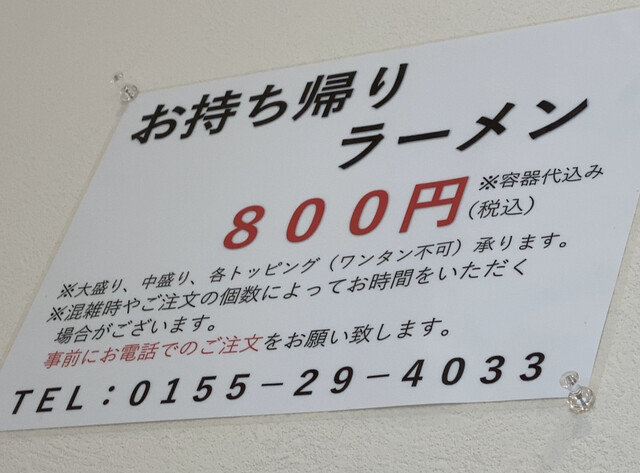 お持ち帰り
ラーメン
800円
※容器代込み
(税込)
※大盛り、中盛り、各トッピング（ワンタン不可）承ります。
※混雑時やご注文の個数によってお時間をいただく
場合がございます。
事前にお電話でのご注文をお願い致します。
TEL：0155－29－4033